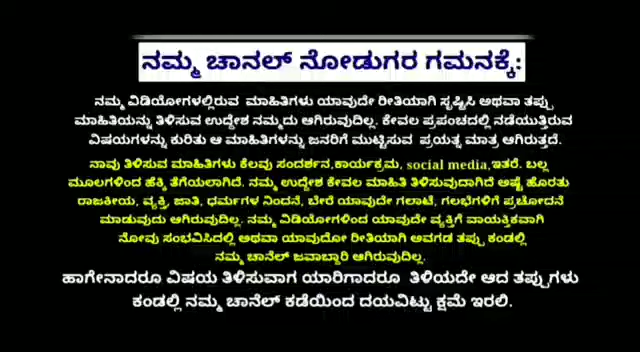 ನಮ್ಮ ಚಾನಲ್ ನೋಡುಗರ ಗಮನಕ್ಕೆ:
ನಮ್ಮ ವಿಡಿಯೋಗಳಲ್ಲಿರುವ ಮಾಹಿತಿಗಳು ಯಾವುದೇ ರೀತಿಯಾಗಿ ಸೃಷ್ಟಿಸಿ ಅಥವಾ ತಪ್ಪು
ಮಾಹಿತಿಯನ್ನು ತಿಳಿಸುವ ಉದ್ದೇಶ ನಮ್ಮದು ಆಗಿರುವುದಿಲ್ಲ. ಕೇವಲ ಪ್ರಪಂಚದಲ್ಲಿ ನಡೆಯುತ್ತಿರುವ
ವಿಷಯಗಳನ್ನು ಕುರಿತು ಆ ಮಾಹಿತಿಗಳನ್ನು ಜನರಿಗೆ ಮುಟ್ಟಿಸುವ ಪ್ರಯತ್ನ ಮಾತ್ರ ಆಗಿರುತ್ತದೆ.
ನಾವು ತಿಳಿಸುವ ಮಾಹಿತಿಗಳು ಕೆಲವು ಸಂದರ್ಶನ,ಕಾರ್ಯಕ್ರಮ, social media,ಇತರೆ. ಬಲ್ಲ
ಮೂಲಗಳಿಂದ ಹೆಕ್ಕಿ ತೆಗೆಯಲಾಗಿದೆ. ನಮ್ಮ ಉದ್ದೇಶ ಕೇವಲ ಮಾಹಿತಿ ತಿಳಿಸುವುದಾಗಿದೆ ಅಷ್ಟೆ ಹೊರತು
ರಾಜಕೀಯ, ವ್ಯಕ್ತಿ, ಜಾತಿ, ಧರ್ಮಗಳ ನಿಂದನೆ, ಬೇರೆ ಯಾವುದೇ ಗಲಾಟೆ, ಗಲಭೆಗಳಿಗೆ ಪ್ರಚೋದನೆ
ಮಾಡುವುದು ಆಗಿರುವುದಿಲ್ಲ. ನಮ್ಮ ವಿಡಿಯೋಗಳಿಂದ ಯಾವುದೇ ವ್ಯಕ್ತಿಗೆ ವಾಯಕ್ತಿಕವಾಗಿ
ನೋವು ಸಂಭವಿಸಿದಲ್ಲಿ ಅಥವಾ ಯಾವುದೋ ರೀತಿಯಾಗಿ ಅವಗಡ ತಪ್ಪು ಕಂಡಲ್ಲಿ
ನಮ್ಮ ಚಾನೆಲ್ ಜವಾಬ್ದಾರಿ ಆಗಿರುವುದಿಲ್ಲ.
ಹಾಗೇನಾದರೂ ವಿಷಯ ತಿಳಿಸುವಾಗ ಯಾರಿಗಾದರೂ ತಿಳಿಯದೇ ಆದ ತಪ್ಪುಗಳು
ಕಂಡಲ್ಲಿ ನಮ್ಮ ಚಾನೆಲ್ ಕಡೆಯಿಂದ ದಯವಿಟ್ಟು ಕ್ಷಮೆ ಇರಲಿ.